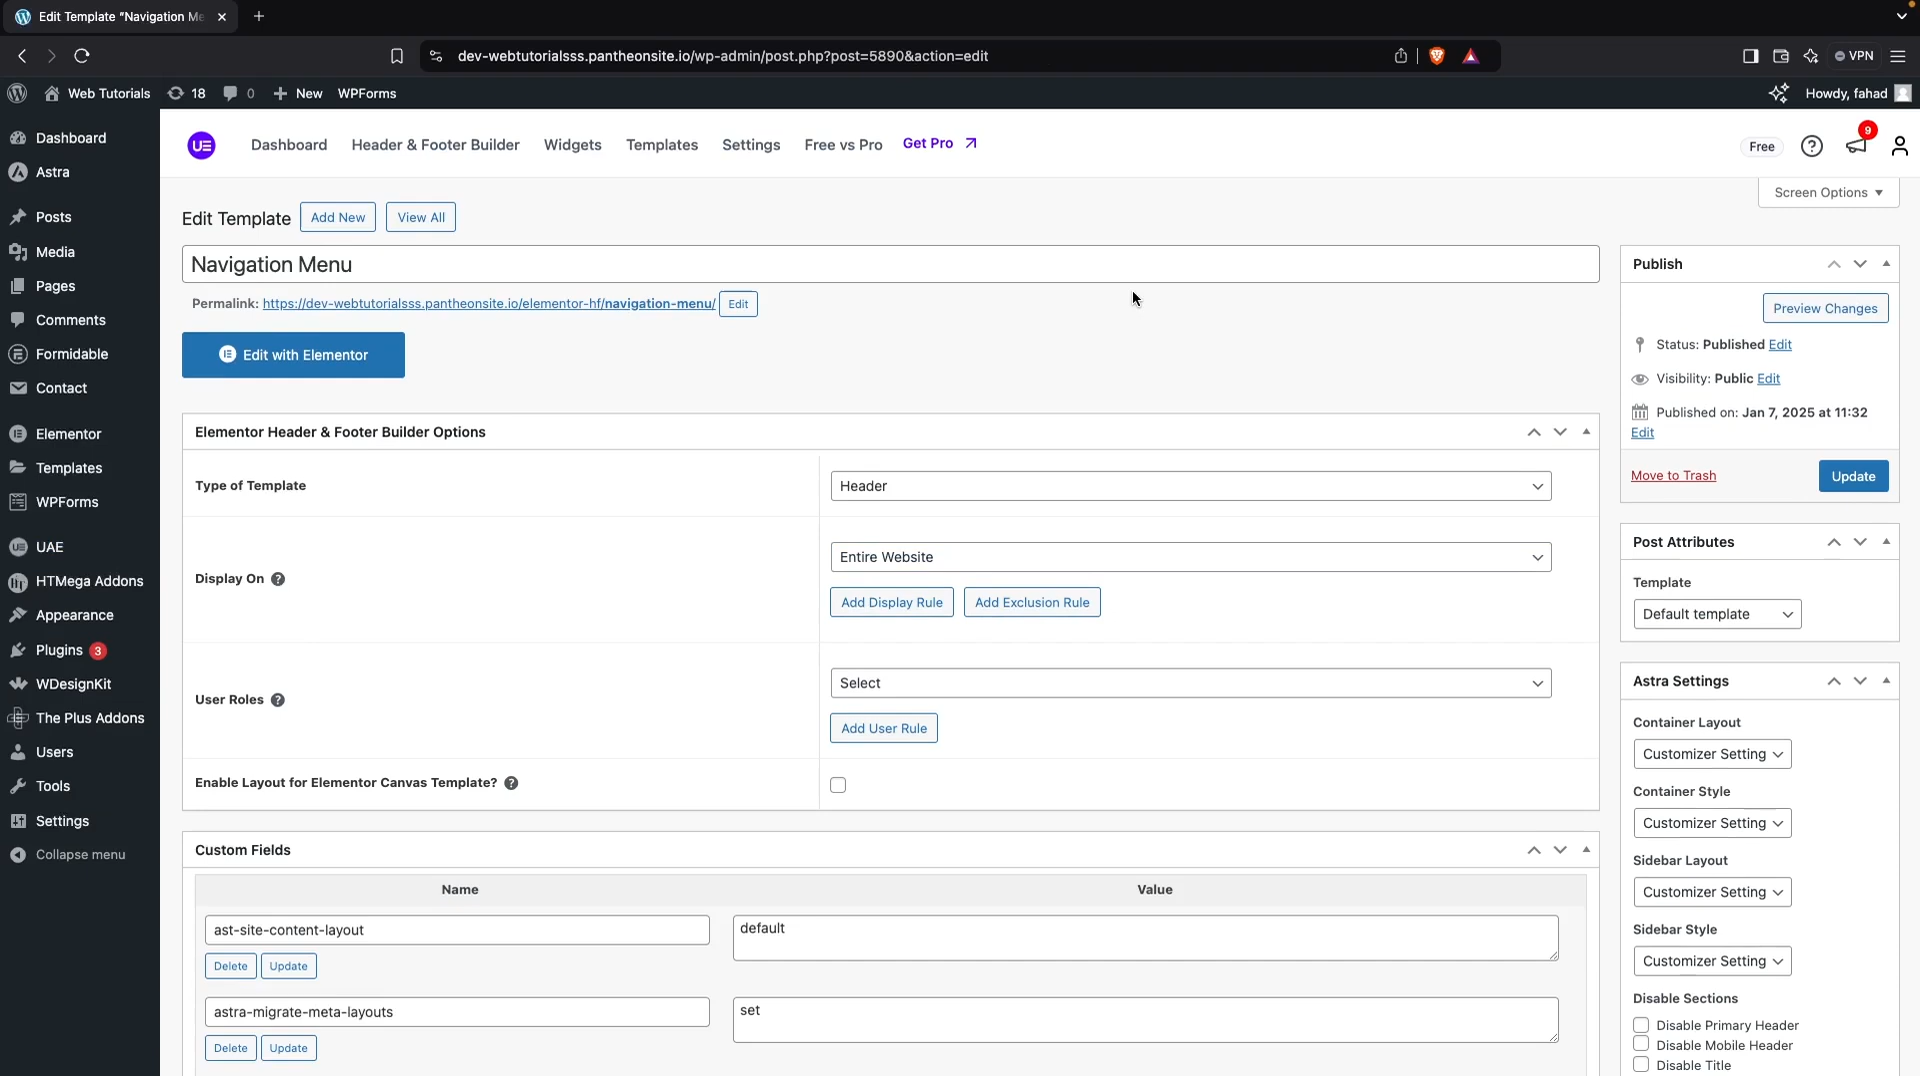 Edit Template "Navigation Me
dev-webtutorialsss.pantheonsite.io/wp-admin/post.php?post=5890&action=edit
VPN
Web Tutorials 18 0 New WPForms
Howdy, fahad
Dashboard
Astra
Posts
Media
Pages
Comments
Formidable
Contact
Elementor
Templates
WPForms
UAE
HTMega Addons
Appearance
Plugins 3
WDesignKit
The Plus Addons
Users
Tools
Settings
Collapse menu
Dashboard Header & Footer Builder Widgets Templates Settings Free vs Pro Get Pro
Free
9
Screen Options
Edit Template Add New View All
Navigation Menu
Permalink: https://dev-webtutorialsss.pantheonsite.io/elementor-hf/navigation-menu/ Edit
Edit with Elementor
Elementor Header & Footer Builder Options
Type of Template
Header
Display On
Entire Website
Add Display Rule Add Exclusion Rule
User Roles
Select
Add User Rule
Enable Layout for Elementor Canvas Template?
Custom Fields
Name Value
ast-site-content-layout default
Delete Update
astra-migrate-meta-layouts set
Delete Update
Publish
Preview Changes
Status: Published Edit
Visibility: Public Edit
Published on: Jan 7, 2025 at 11:32
Edit
Move to Trash Update
Post Attributes
Template
Default template
Astra Settings
Container Layout
Customizer Setting
Container Style
Customizer Setting
Sidebar Layout
Customizer Setting
Sidebar Style
Customizer Setting
Disable Sections
Disable Primary Header
Disable Mobile Header
Disable Title